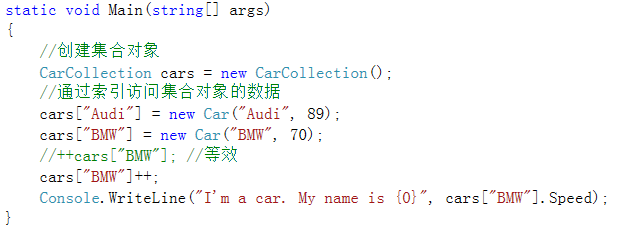 static void Main(string[] args)
{
//创建集合对象
CarCollection cars = new CarCollection();
//通过索引访问集合对象的数据
cars["Audi"] = new Car("Audi", 89);
cars["BMW"] = new Car("BMW", 70);
//++cars["BMW"]; //等效
cars["BMW"]++;
Console.WriteLine("I'm a car. My name is {0}", cars["BMW"].Speed);
}